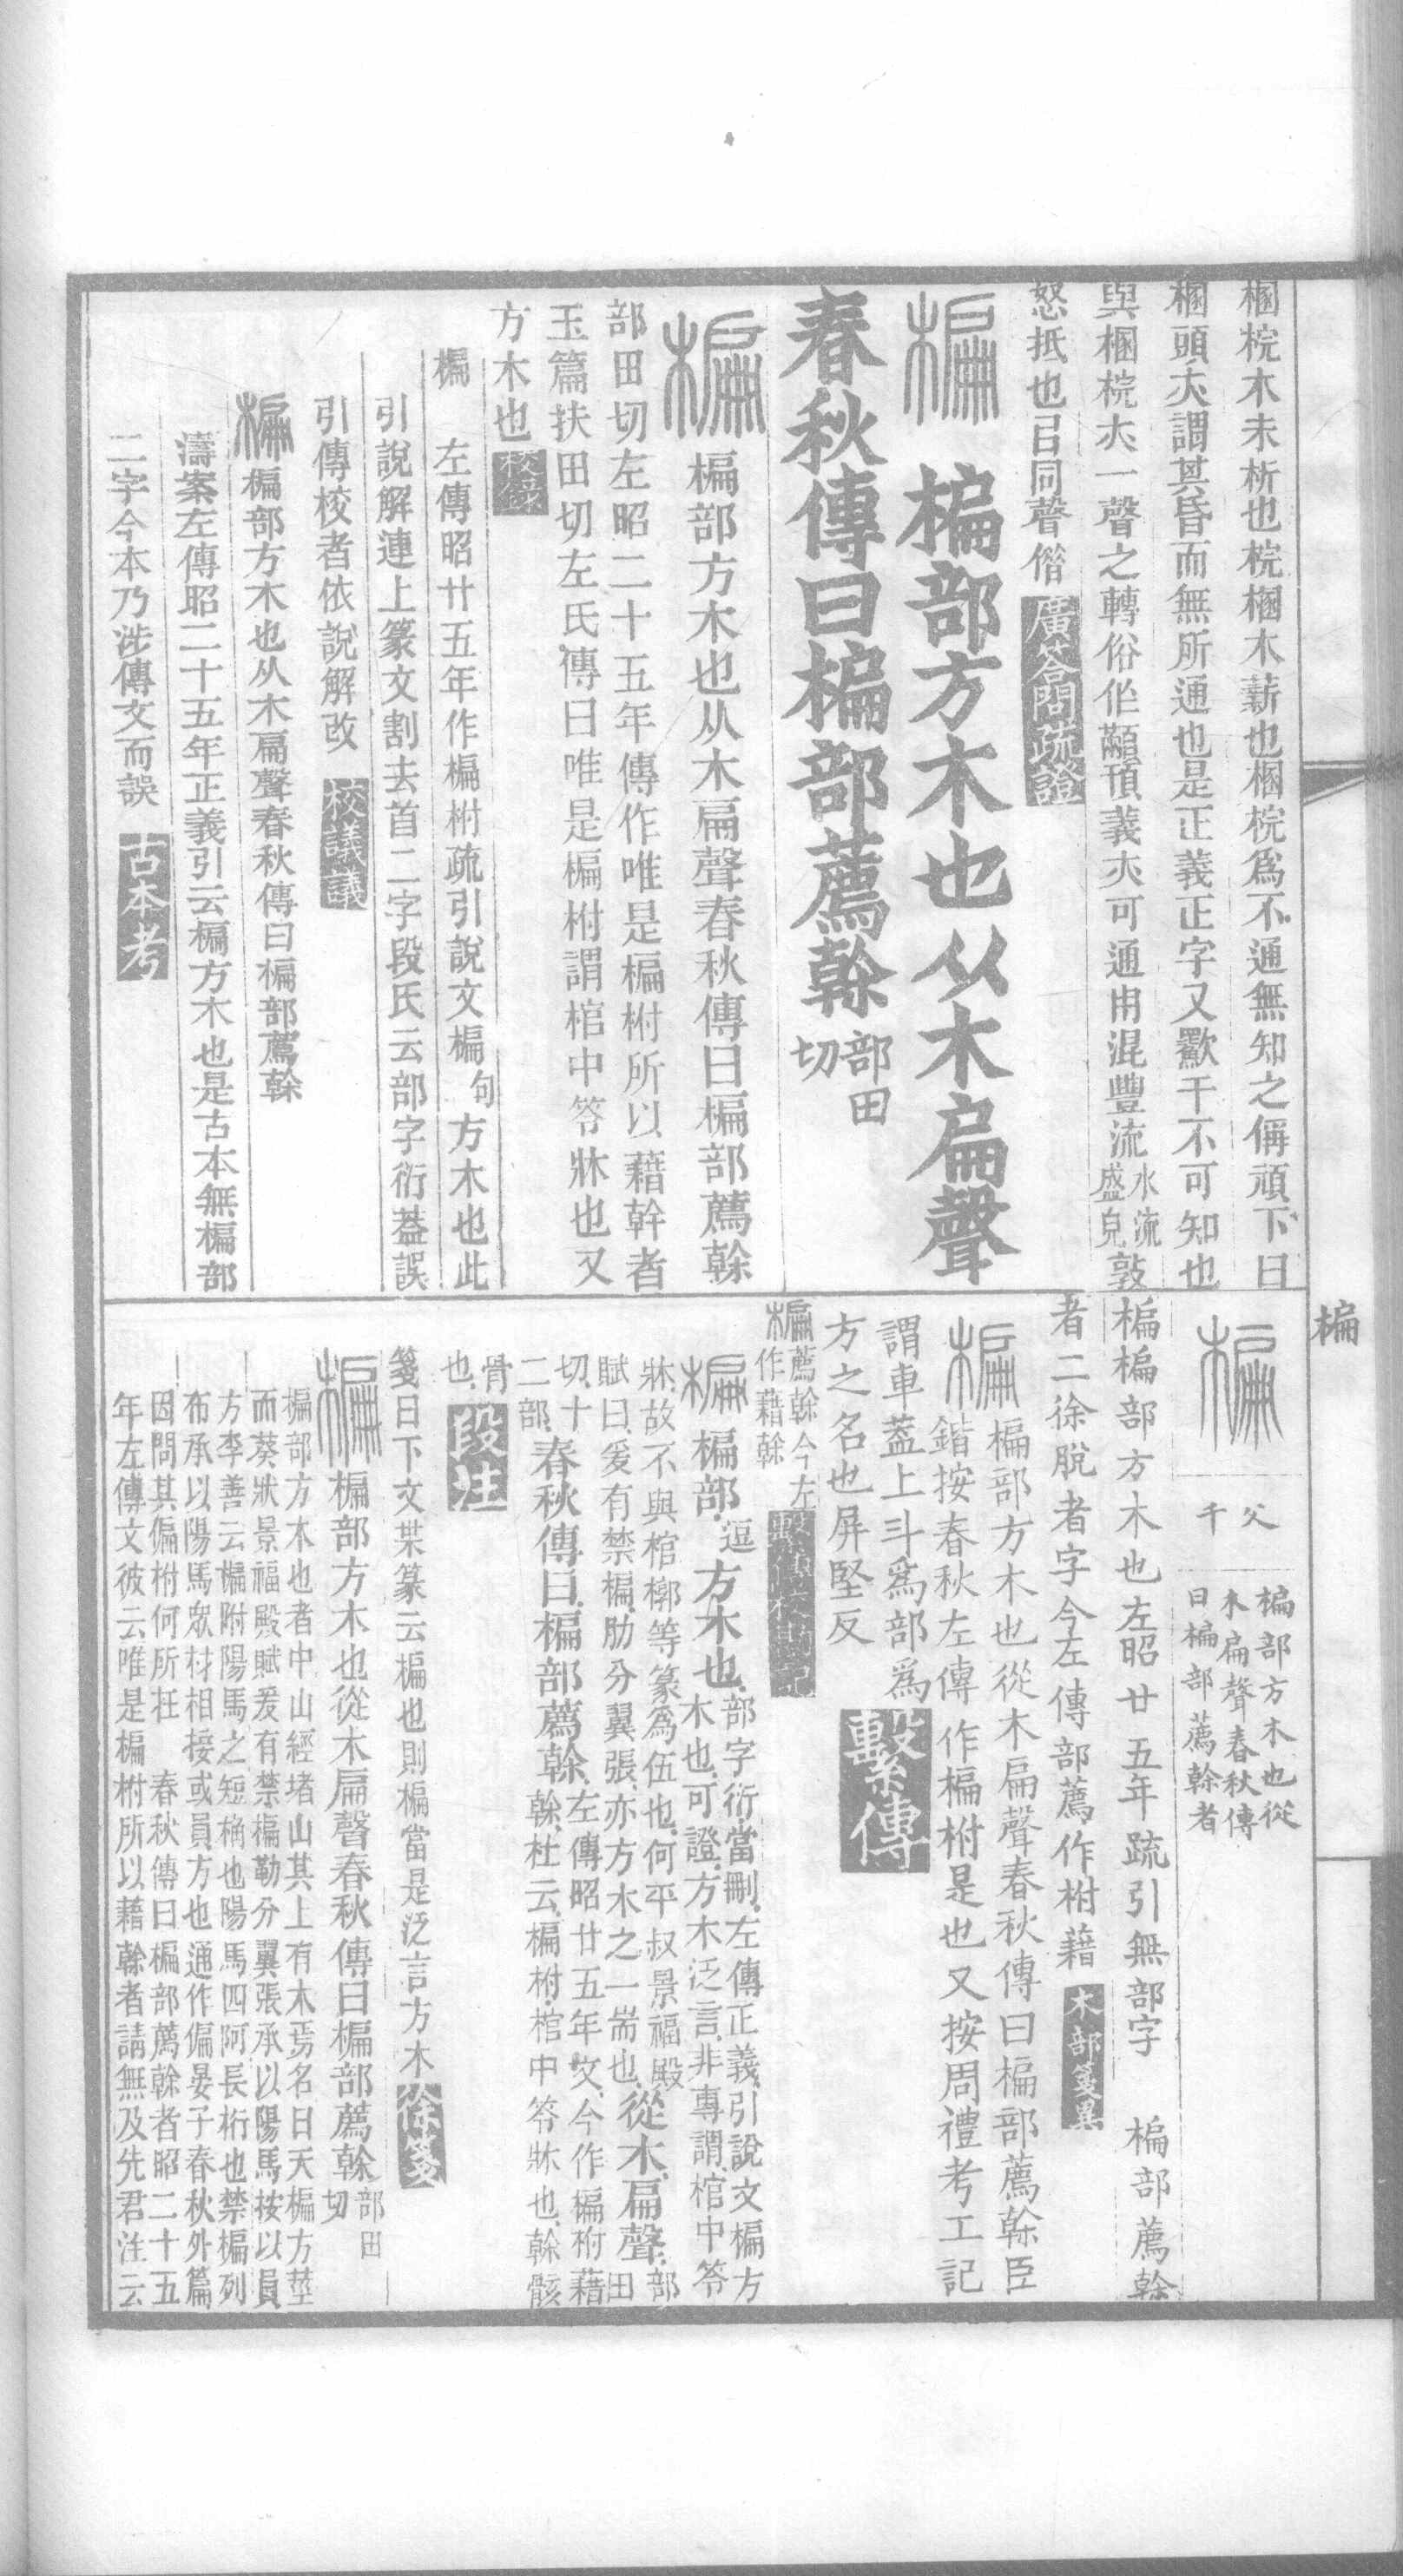 梱梡木未析也梡梱木薪也梱梡爲不通無知之偁頑下曰
梱頭夶謂其昏而無所通也是正義正字又歡干不可知也
與梱梡夶一聲之轉俗作顢頇義夶可通用混豐流水流盛皃敦
怒抵也曰同聲偕 廣答問疏證
楄 楄部方木也从木扁聲
春秋傳曰楄部薦榦部田切
楄 楄部方木也从木扁聲春秋傳曰楄部薦榦
部田切左昭二十五年傳作唯是楄柎所以藉幹者
玉篇扶田切左氏傳曰唯是楄柎謂棺中笭牀也又
方木也 校錄
楄 左傳昭廿五年作楄柎疏引說文楄句方木也此
引說解連上篆文割去首二字段氏云部字衍葢誤
引傳校者依說解改 校議議
楄 楄部方木也从木扁聲春秋傳曰楄部薦榦
濤案左傳昭二十五年正義引云楄方木也是古本無楄部
二字今本乃涉傳文而誤 古本考
楄
楄
父千
楄部方木也從
木扁聲春秋傳
曰楄部薦榦者
楄楄部方木也左昭廿五年疏引無部字 楄部薦榦
者二徐脫者字今左傳部薦作柎藉 木部箋異
楄 楄部方木也從木扁聲春秋傳曰楄部薦榦臣
鍇按春秋左傳作楄柎是也又按周禮考工記
謂車葢上斗爲部爲
方之名也屏堅反 繫傳
楄薦榦今左
作藉榦 繫傳校勘記
楄 楄部逗方木也部字衍當刪左傳正義引說文楄方
木也可證方木泛言非專謂棺中笭
牀故不與棺槨等篆爲伍也何平叔景福殿
賦曰爰有禁楄肋分翼張亦方木之一耑也從木扁聲部田
切十二部春秋傳曰楄部薦榦左傳昭廿五年文今作楄柎藉
榦杜云楄柎棺中笭牀也榦骸
骨也 段注
箋曰下文某篆云楄也則楄當是泛言方木 徐箋
楄 楄部方木也從木扁聲春秋傳曰楄部薦榦部田切
楄部方木也者中山經堵山其上有木焉名曰天楄方莖
而葵狀景福殿賦爰有禁楄勒分翼張承以陽馬按以員
方李善云楄附陽馬之短桷也陽馬四阿長桁也禁楄列
布承以陽馬眾材相接或員方也通作偏晏子春秋外篇
因問其偏柎何所在 春秋傳曰楄部薦榦者昭二十五
年左傳文彼云唯是楄柎所以藉榦者請無及先君注云